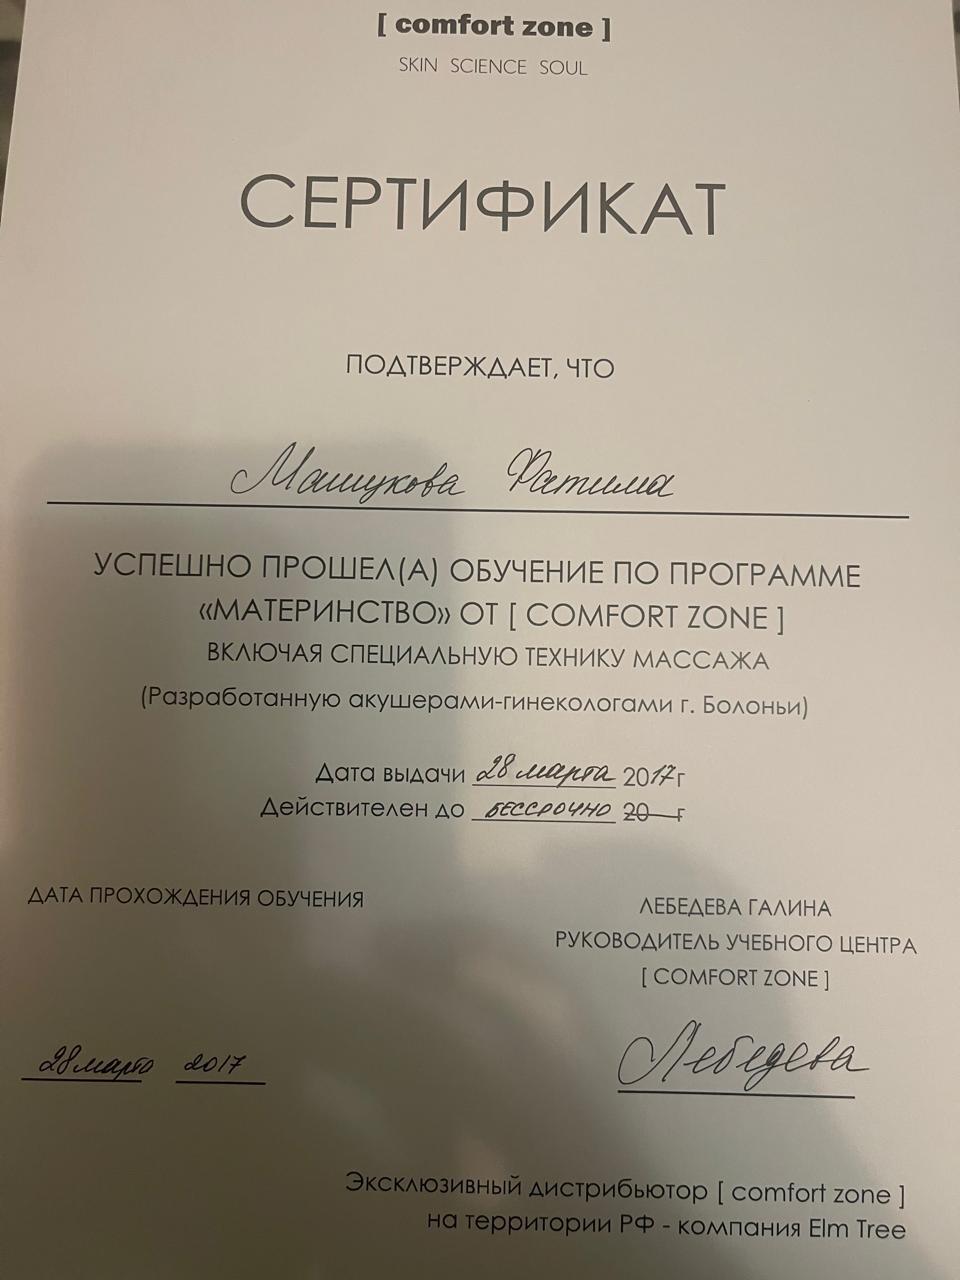 [ comfort zone ]
SKIN SCIENCE SOUL
СЕРТИФИКАТ
ПОДТВЕРЖДАЕТ, ЧТО
Машукова Фатима
УСПЕШНО ПРОШЕЛ(А) ОБУЧЕНИЕ ПО ПРОГРАММЕ
«МАТЕРИНСТВО» ОТ [ COMFORT ZONE ]
ВКЛЮЧАЯ СПЕЦИАЛЬНУЮ ТЕХНИКУ МАССАЖА
(Разработанную акушерами-гинекологами г. Болоньи)
Дата выдачи 28 марта 2017г
Действителен до БЕССРОЧНО 20 г
ДАТА ПРОХОЖДЕНИЯ ОБУЧЕНИЯ
ЛЕБЕДЕВА ГАЛИНА
РУКОВОДИТЕЛЬ УЧЕБНОГО ЦЕНТРА
[ COMFORT ZONE ]
28 марта 2017
Лебедева
Эксклюзивный дистрибьютор [ comfort zone ]
на территории РФ - компания Elm Tree